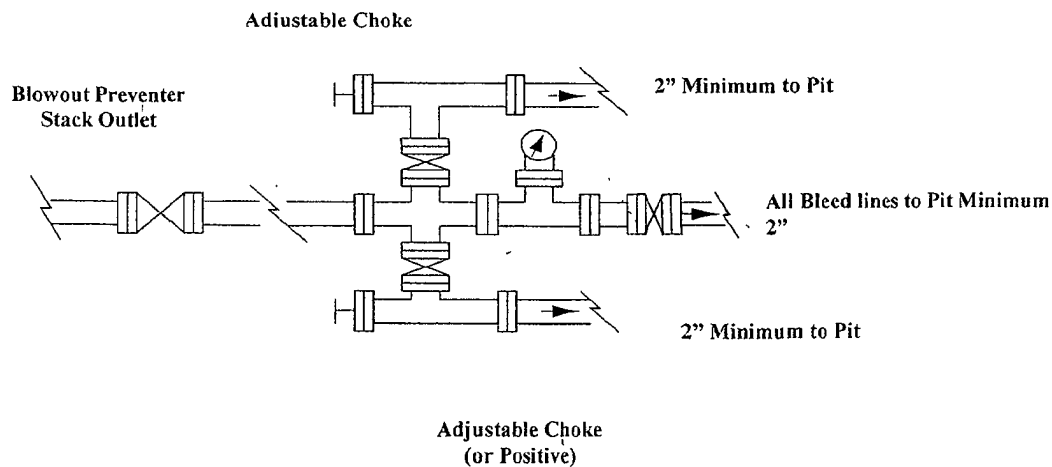 Adiustable Choke
Blowout Preventer
Stack Outlet
2” Minimum to Pit
All Bleed lines to Pit Minimum
2”
2” Minimum to Pit
Adjustable Choke
(or Positive)